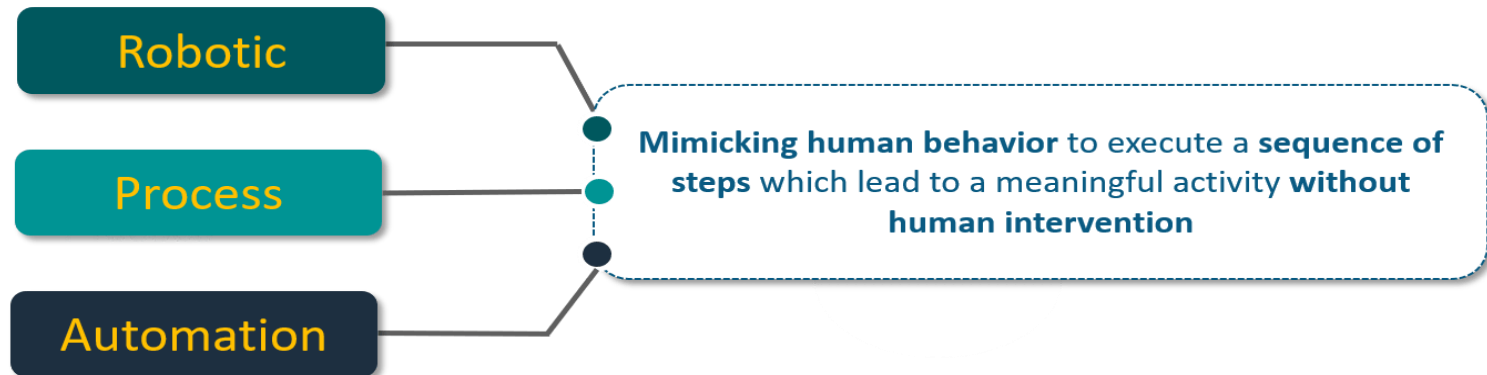 Robotic
Process
Automation
Mimicking human behavior to execute a sequence of
steps which lead to a meaningful activity without
human intervention